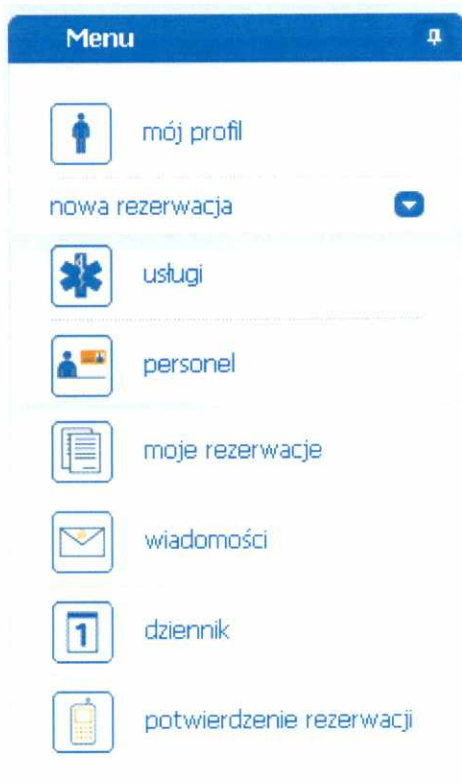 Menu
mój profil
nowa rezerwacja
usługi
personel
moje rezerwacje
wiadomości
1
dziennik
potwierdzenie rezerwacji